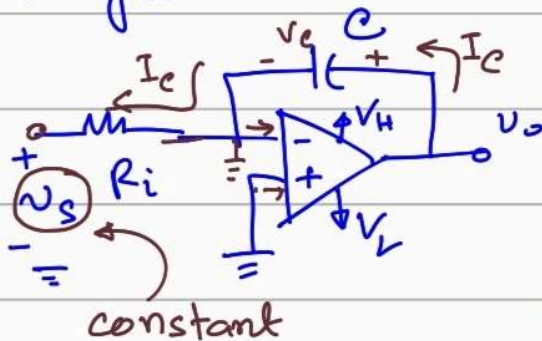 Vc C
- + Ic
Ic
VH
-
+
+ Ri
vs
-
VL
vo
constant